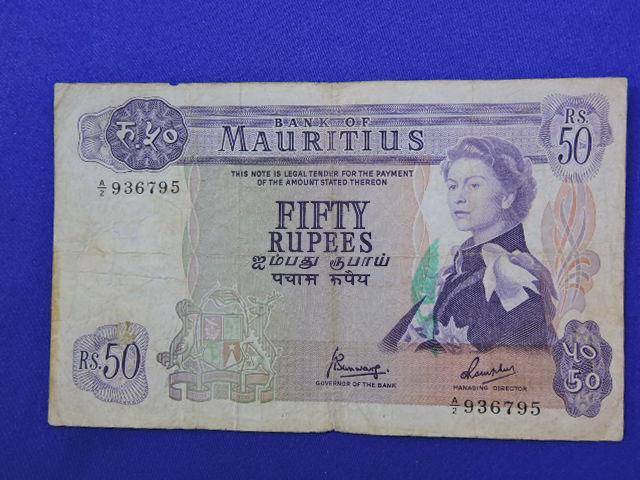 रु.५०
BANK OF
MAURITIUS
RS.
50
THIS NOTE IS LEGAL TENDER FOR THE PAYMENT
OF THE AMOUNT STATED THEREON
A/2 936795
FIFTY
RUPEES
ஐம்பது ரூபாய்
पचास रुपैय
RS.50
GOVERNOR OF THE BANK
MANAGING DIRECTOR
A/2 936795
૫૦
50